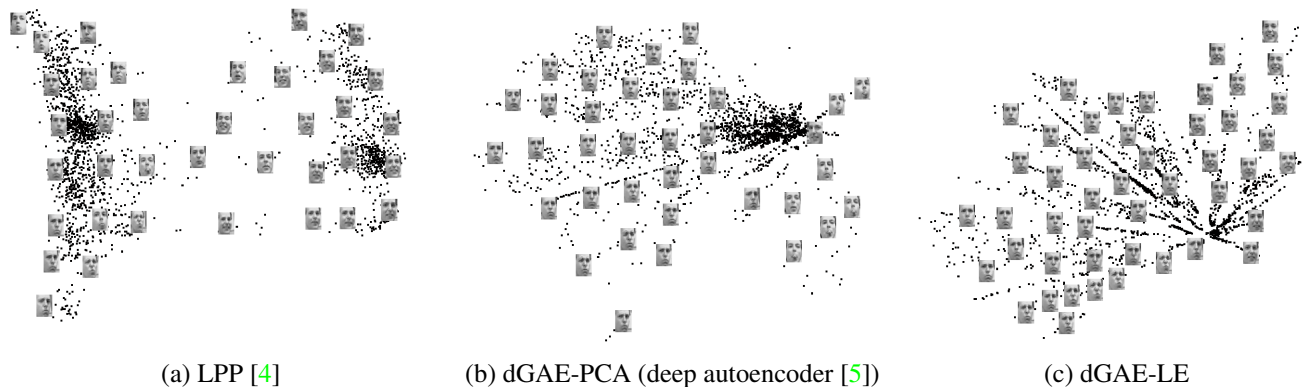 (a) LPP [4]
(b) dGAE-PCA (deep autoencoder [5])
(c) dGAE-LE